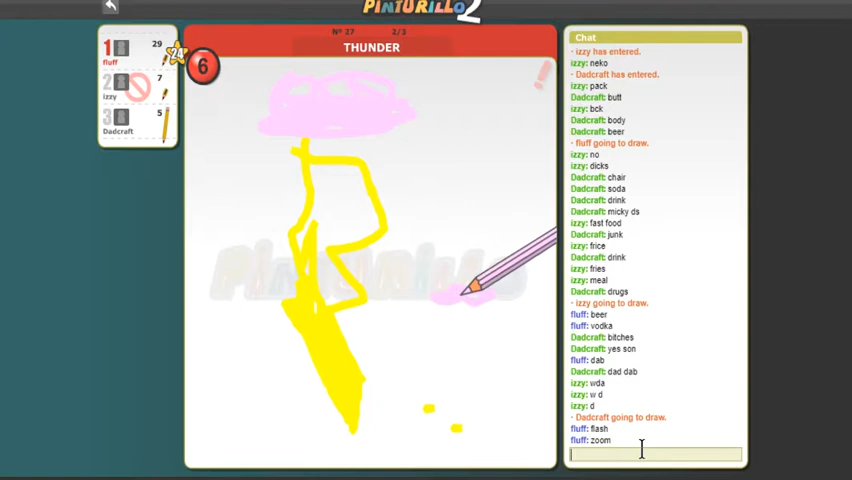 PINTURILLO 2
Nº 27 2/3
THUNDER
6
1 29
fluff
24
2 7
izzy
3 5
Dadcraft
PINTURILLO
Chat
· izzy has entered.
izzy: neko
· Dadcraft has entered.
izzy: pack
Dadcraft: butt
izzy: bck
Dadcraft: body
Dadcraft: beer
· fluff going to draw.
izzy: no
izzy: dicks
Dadcraft: chair
Dadcraft: soda
Dadcraft: drink
Dadcraft: micky ds
izzy: fast food
Dadcraft: junk
izzy: frice
Dadcraft: drink
izzy: fries
izzy: meal
Dadcraft: drugs
· izzy going to draw.
fluff: beer
fluff: vodka
Dadcraft: bitches
Dadcraft: yes son
fluff: dab
Dadcraft: dad dab
izzy: wda
izzy: w d
izzy: d
· Dadcraft going to draw.
fluff: flash
fluff: zoom